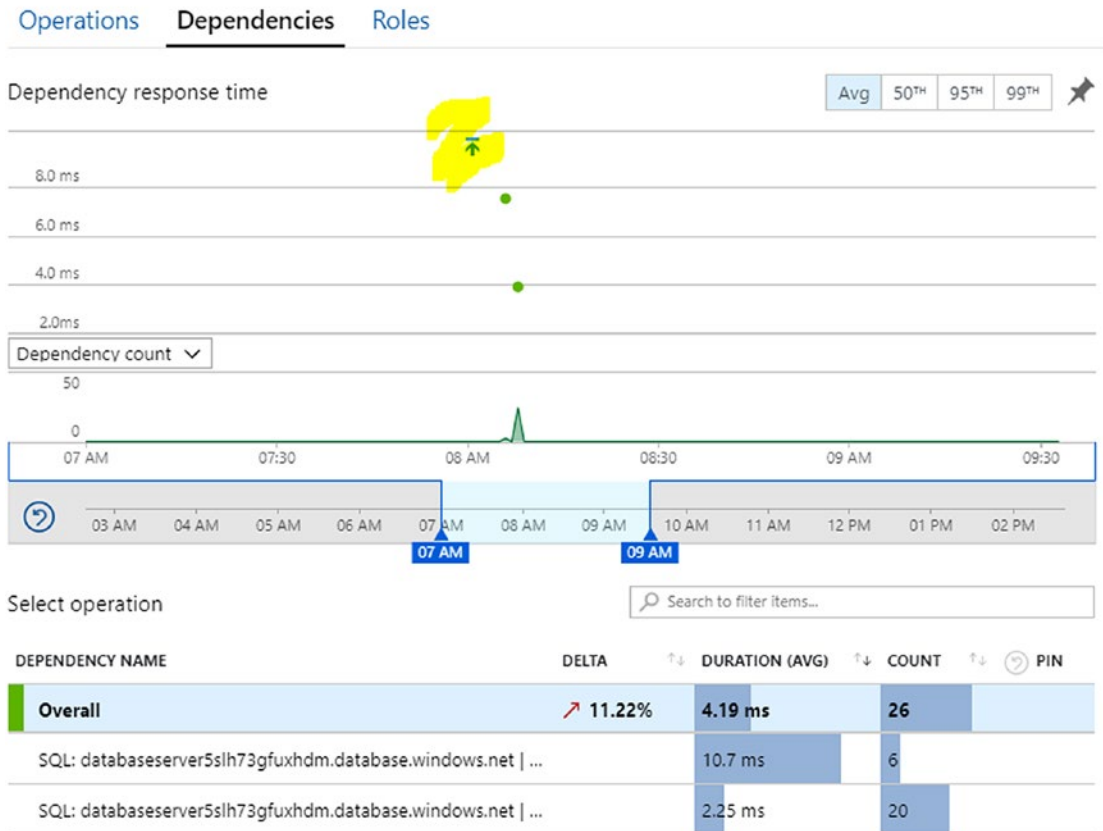 Operations Dependencies Roles
Dependency response time Avg 50TH 95TH 99TH
8.0 ms
6.0 ms
4.0 ms
2.0ms
Dependency count
50
0
07 AM 07:30 08 AM 08:30 09 AM 09:30
03 AM 04 AM 05 AM 06 AM 07 AM 08 AM 09 AM 10 AM 11 AM 12 PM 01 PM 02 PM
07 AM 09 AM
Select operation Search to filter items...
DEPENDENCY NAME DELTA DURATION (AVG) COUNT PIN
Overall 11.22% 4.19 ms 26
SQL: databaseserver5slh73gfuxhdm.database.windows.net | ... 10.7 ms 6
SQL: databaseserver5slh73gfuxhdm.database.windows.net | ... 2.25 ms 20